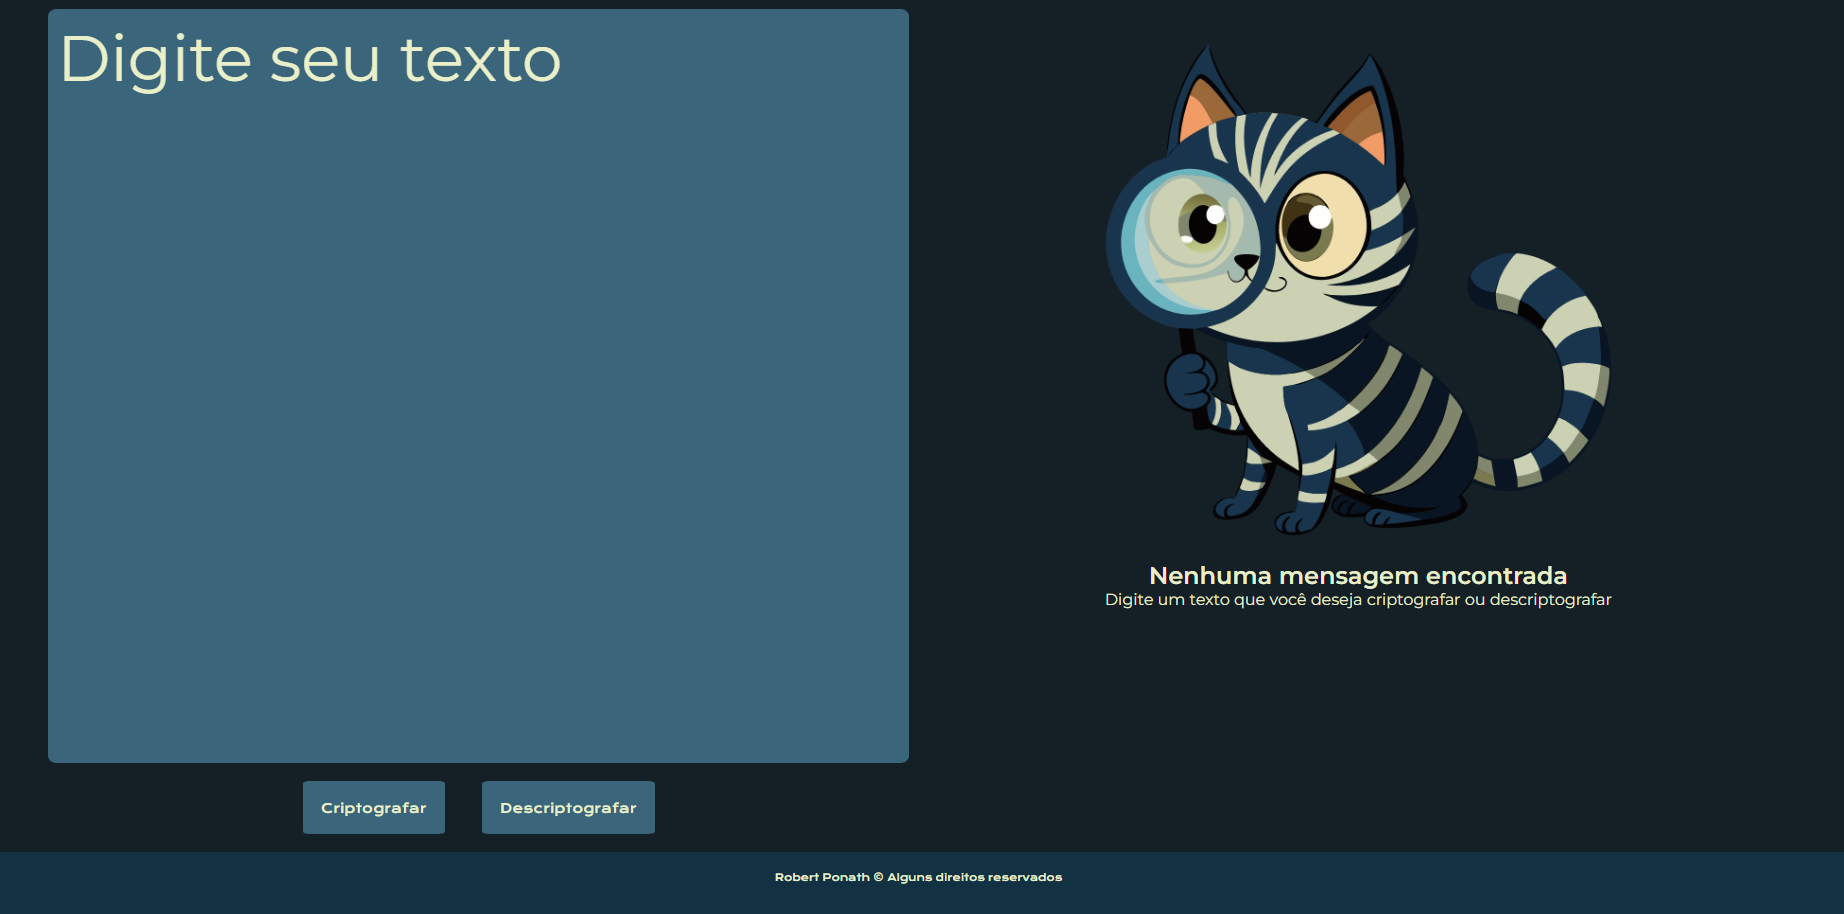 Digite seu texto
Nenhuma mensagem encontrada
Digite um texto que você deseja criptografar ou descriptografar
Criptografar
Descriptografar
Robert Ponath © Alguns direitos reservados